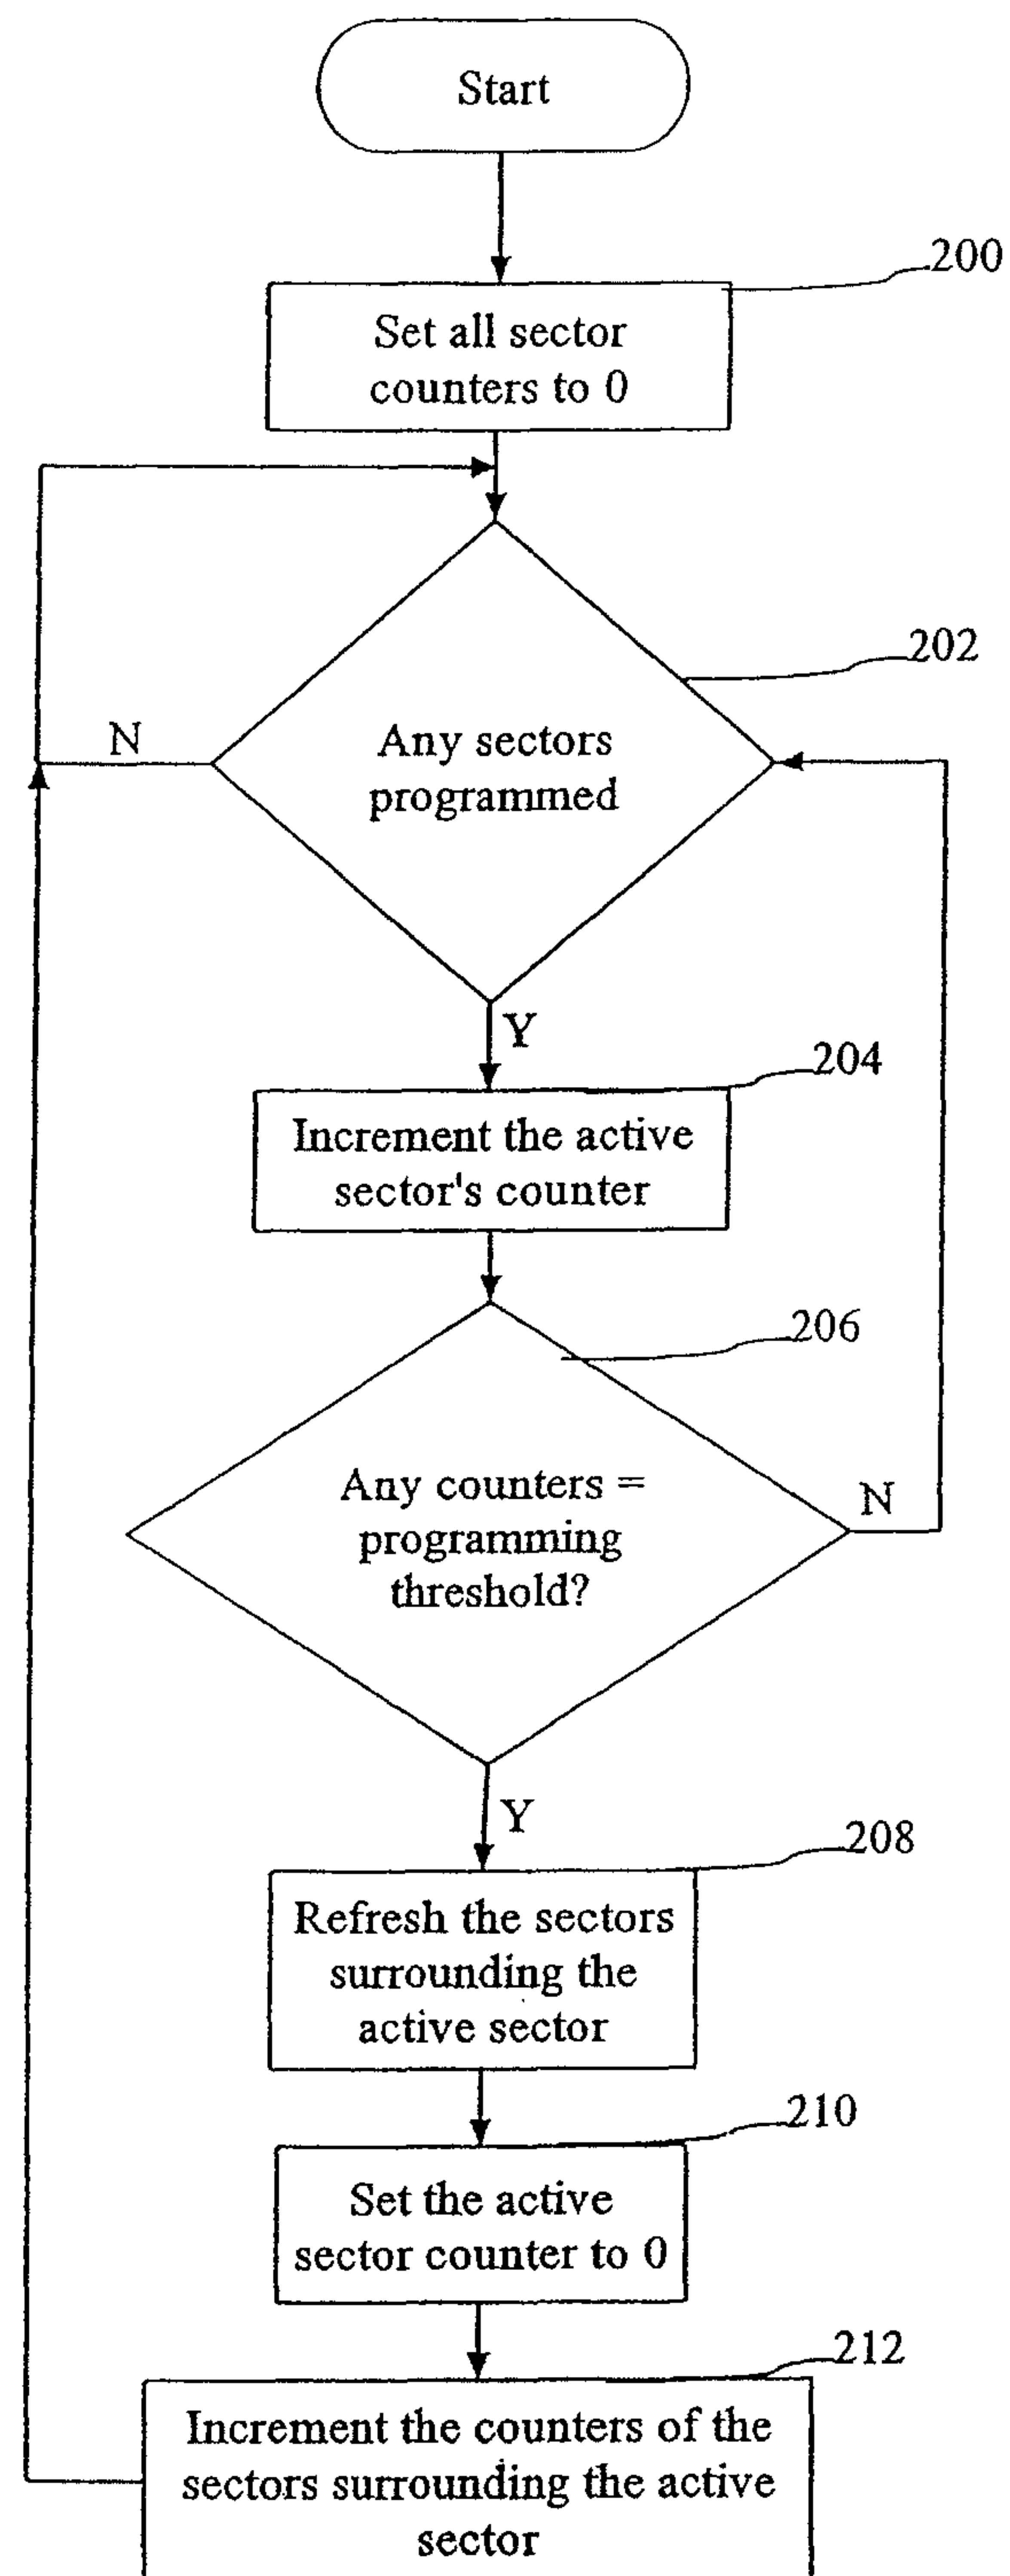 Start
200
Set all sector
counters to 0
202
N
Any sectors
programmed
Y
204
Increment the active
sector's counter
206
Any counters =
programming
threshold?
N
Y
208
Refresh the sectors
surrounding the
active sector
210
Set the active
sector counter to 0
212
Increment the counters of the
sectors surrounding the active
sector